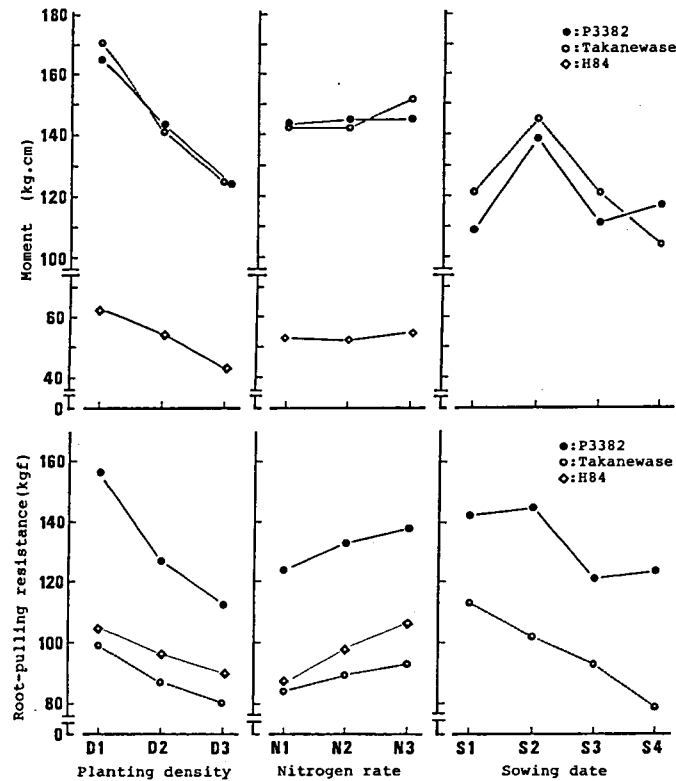 ●:P3382
○:Takanewase
◇:H84
Moment (kg.cm)
160
140
120
100
60
40
0
●:P3382
○:Takanewase
◇:H84
Root-pulling resistance(kgf)
160
140
120
100
80
0
D1 D2 D3 N1 N2 N3 S1 S2 S3 S4
Planting density Nitrogen rate Sowing date